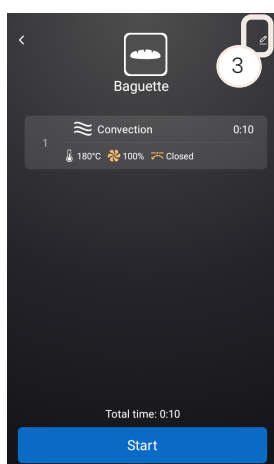 3
Baguette
Convection 0:10
1
180°C 100% Closed
Total time: 0:10
Start